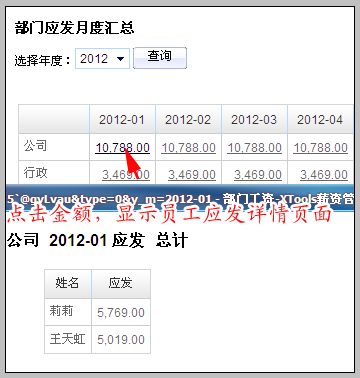 部门应发月度汇总
选择年度： 2012 查询
2012-01 2012-02 2012-03 2012-04
公司 10,788.00 10,788.00 10,788.00 10,788.00
行政 3,469.00 3,469.00 3,469.00 3,469.00
5`@qvLvau&type=0&y_m=2012-01 - 部门工资-XTools薪资管
点击金额，显示员工应发详情页面
公司 2012-01 应发 总计
姓名 应发
莉莉 5,769.00
王天虹 5,019.00